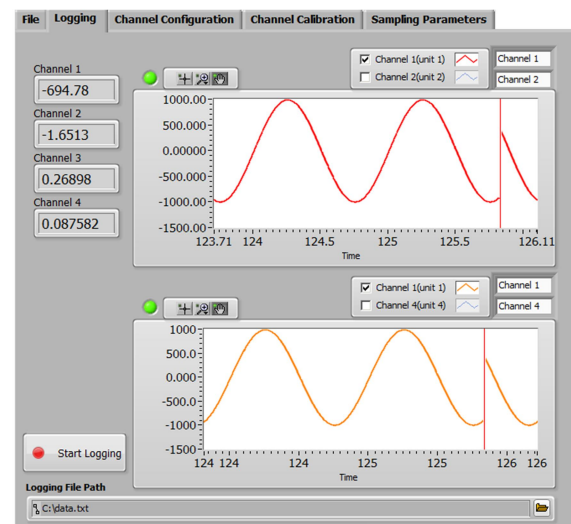 File Logging Channel Configuration Channel Calibration Sampling Parameters
Channel 1
-694.78
Channel 2
-1.6513
Channel 3
0.26898
Channel 4
0.087582
Channel 1(unit 1) Channel 1
Channel 2(unit 2) Channel 2
1000.00
500.000
0.00000
-500.000
-1000.00
-1500.00
123.71 124 124.5 125 125.5 126.11
Time
Channel 1(unit 1) Channel 1
Channel 4(unit 4) Channel 4
1000
500.0
0.000
-500.0
-1000
-1500
124 124 124 125 125 126 126
Time
Start Logging
Logging File Path
C:\data.txt